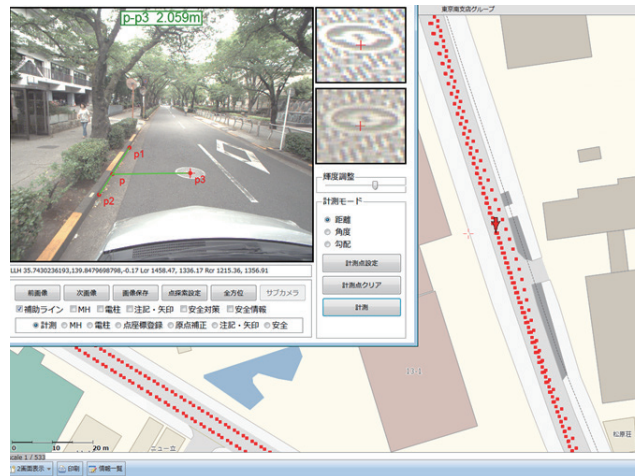 p-p3 2.059m
東京南支店グループ
p1
p
p2
p3
輝度調整
計測モード
距離
角度
勾配
計測点設定
計測点クリア
計測
LLH 35.7430236193,139.8479698798,-0.17 Lcr 1458.47, 1336.17 Rcr 1215.36, 1356.91
前画像 次画像 画像保存 点探索設定 全方位 サブカメラ
補助ライン MH 電柱 注記・矢印 安全対策 安全情報
計測 MH 電柱 点座標登録 原点補正 注記・矢印 安全
松原荘
0 10 20 m
scale 1 / 533
2画面表示 印刷 情報一覧